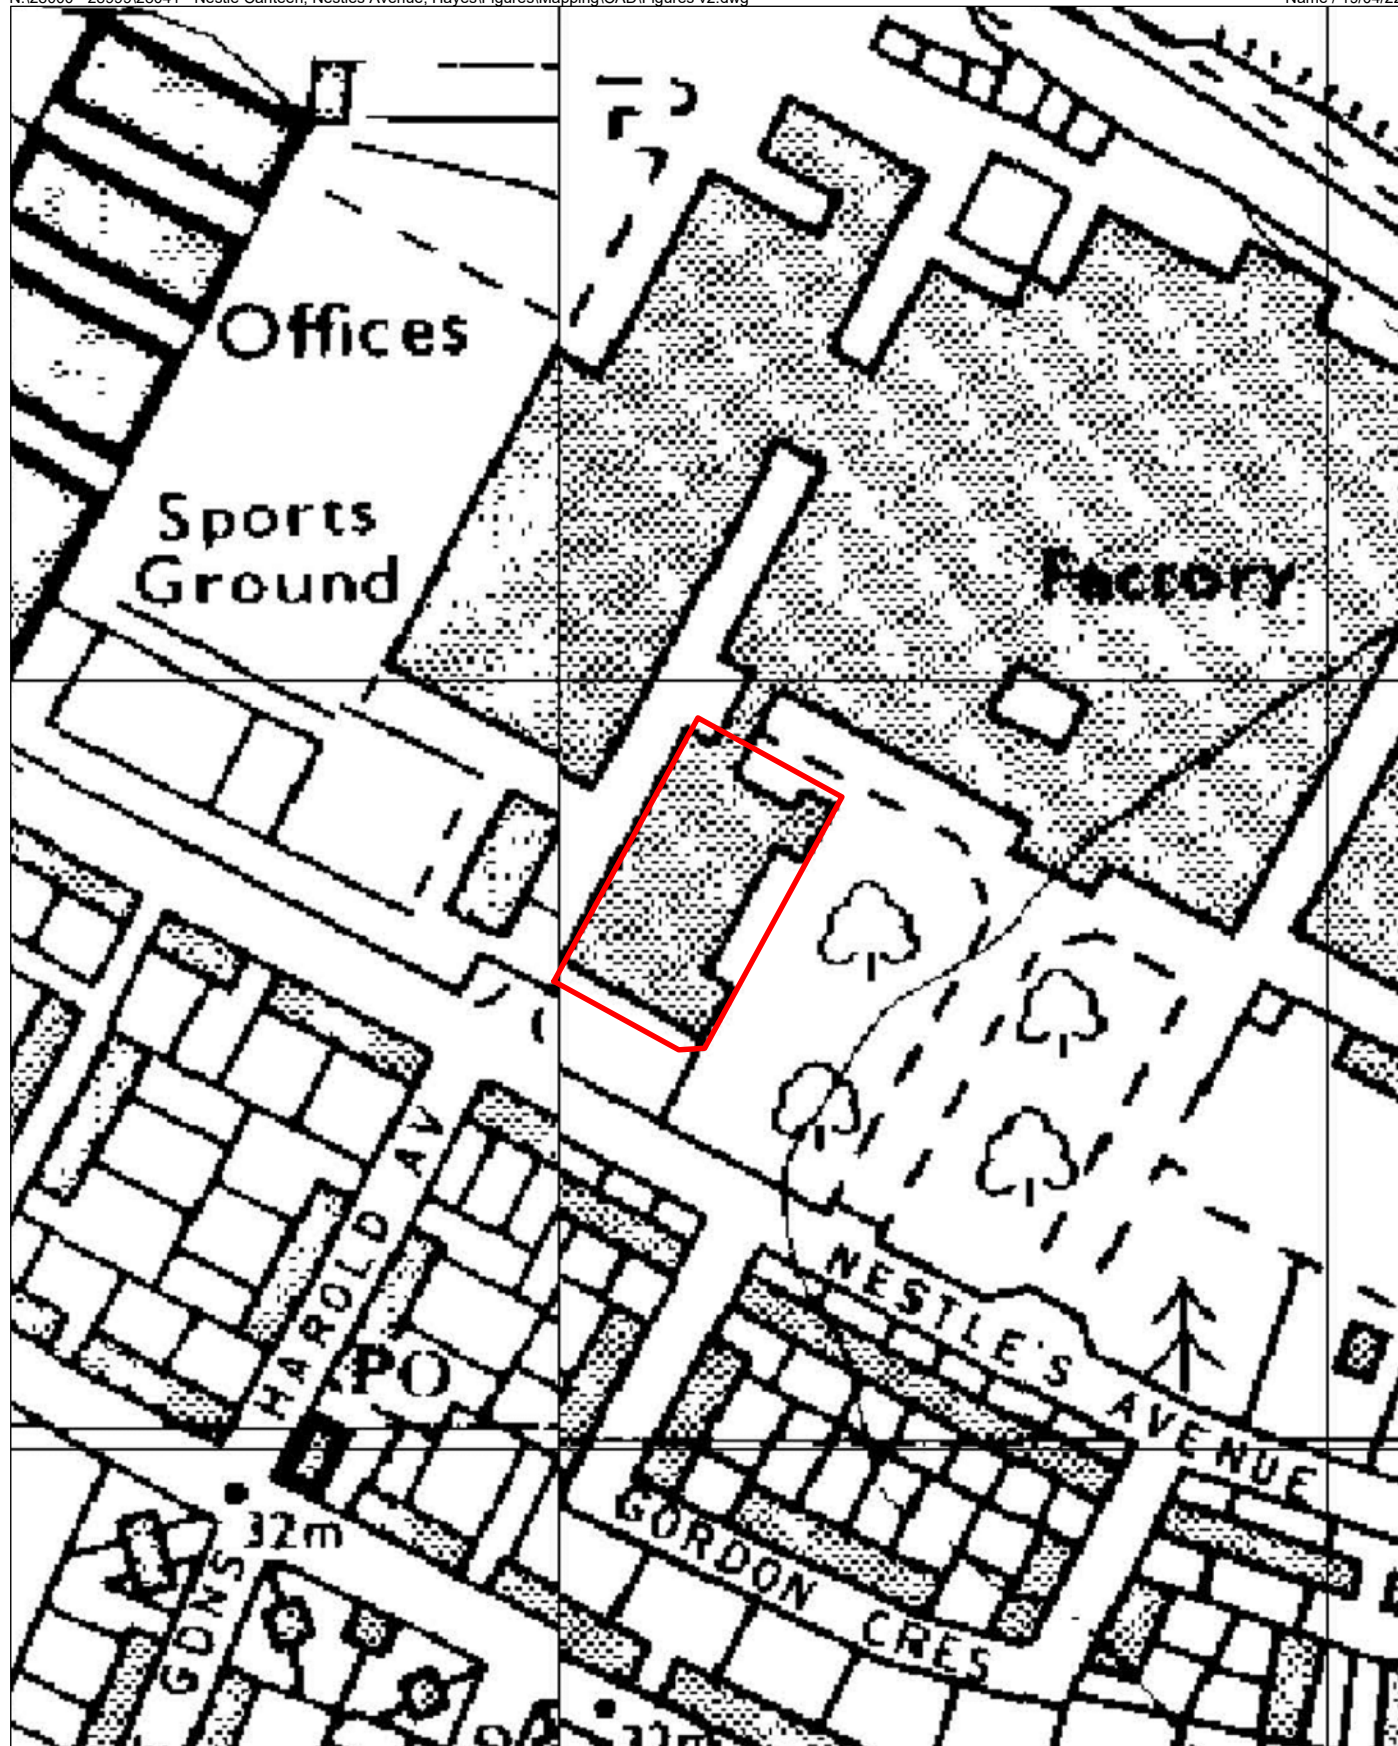 Offices
Sports
Ground
Factory
HAROLD AV
PO
NESTLE'S AVENUE
32m
GORDON CRES
GDNS